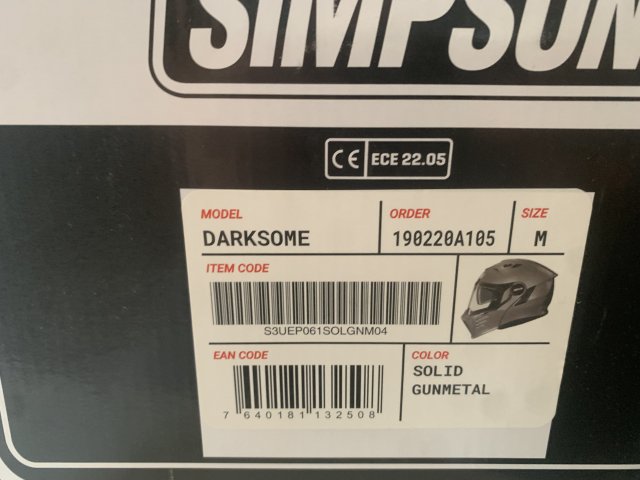 SIMPSON
CE ECE 22.05
MODEL ORDER SIZE
DARKSOME 190220A105 M
ITEM CODE
S3UEP061SOLGNM04
EAN CODE COLOR
SOLID
GUNMETAL
7 640181 132508